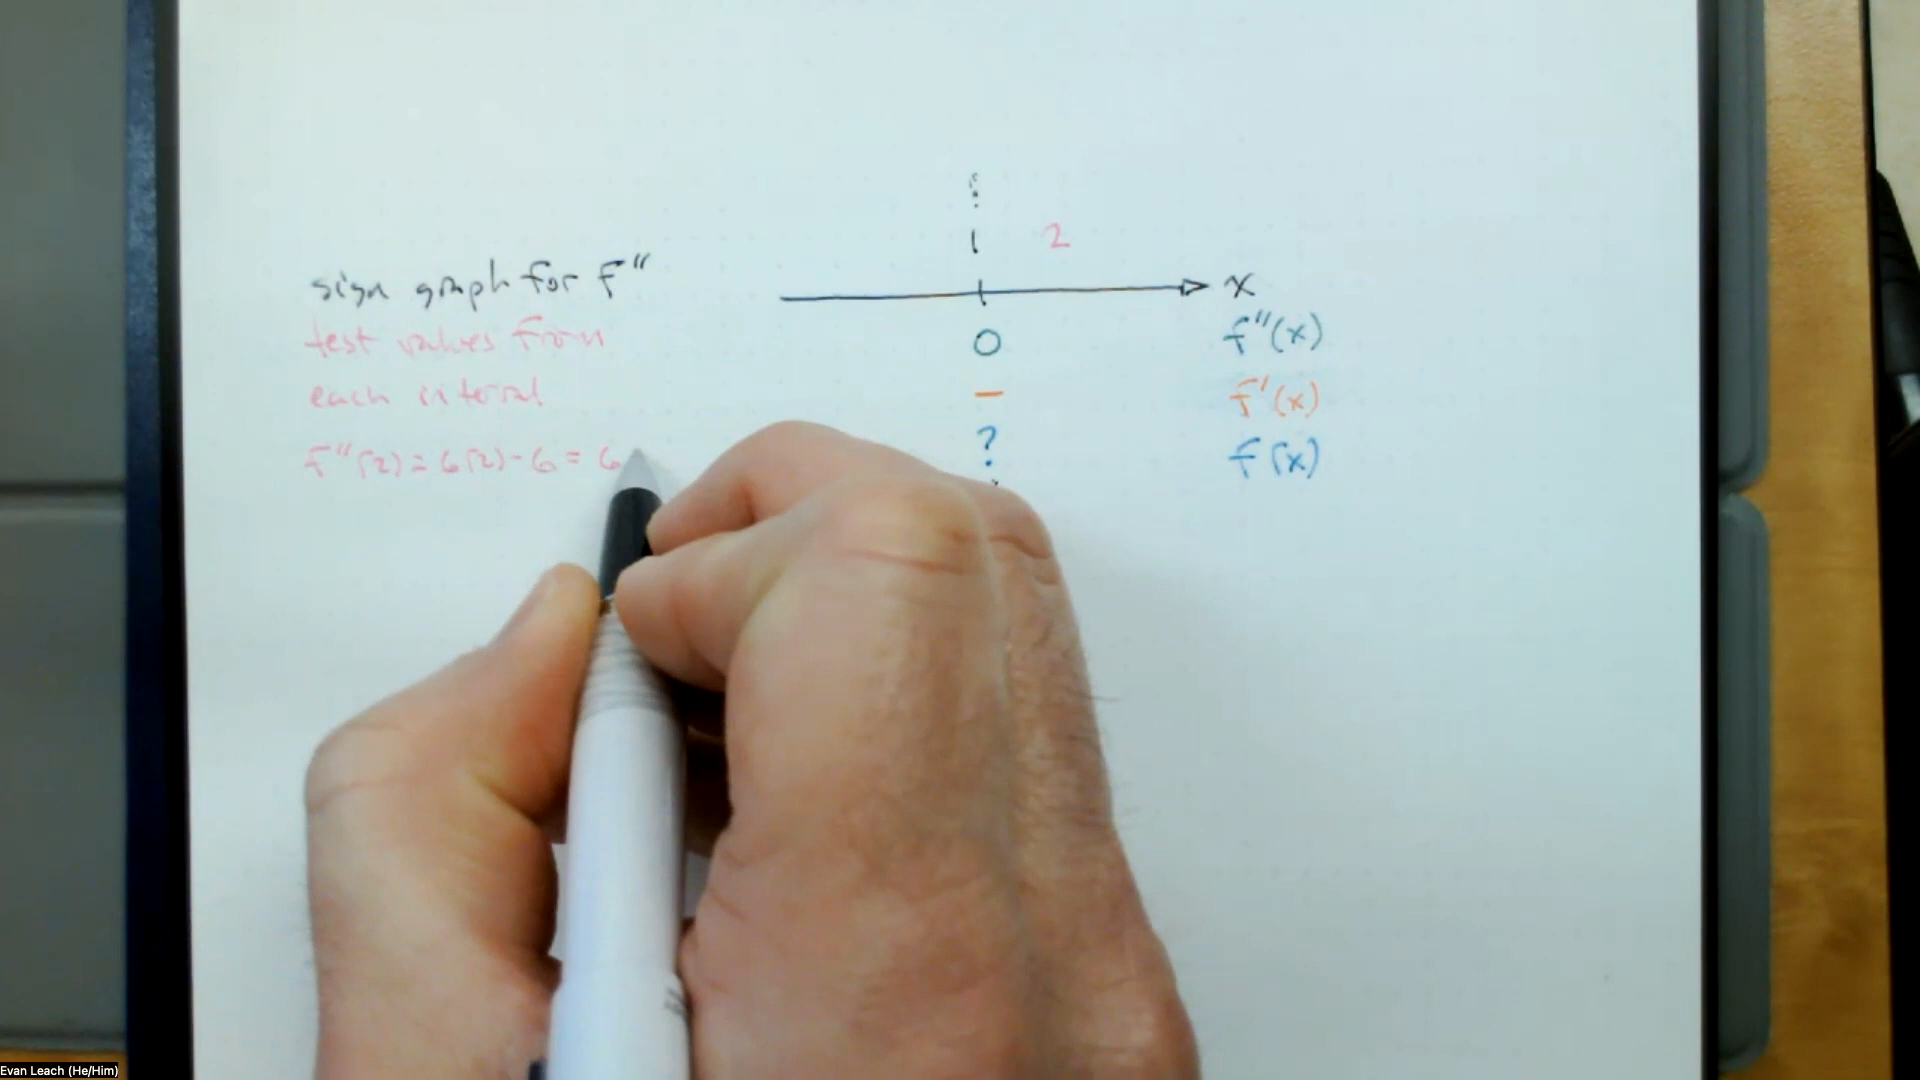 1 2
sign graph for f" x
test values from 0 f"(x)
each interval – f'(x)
f"(2) = 6(2) - 6 = 6 ? f(x)
Evan Leach (He/Him)